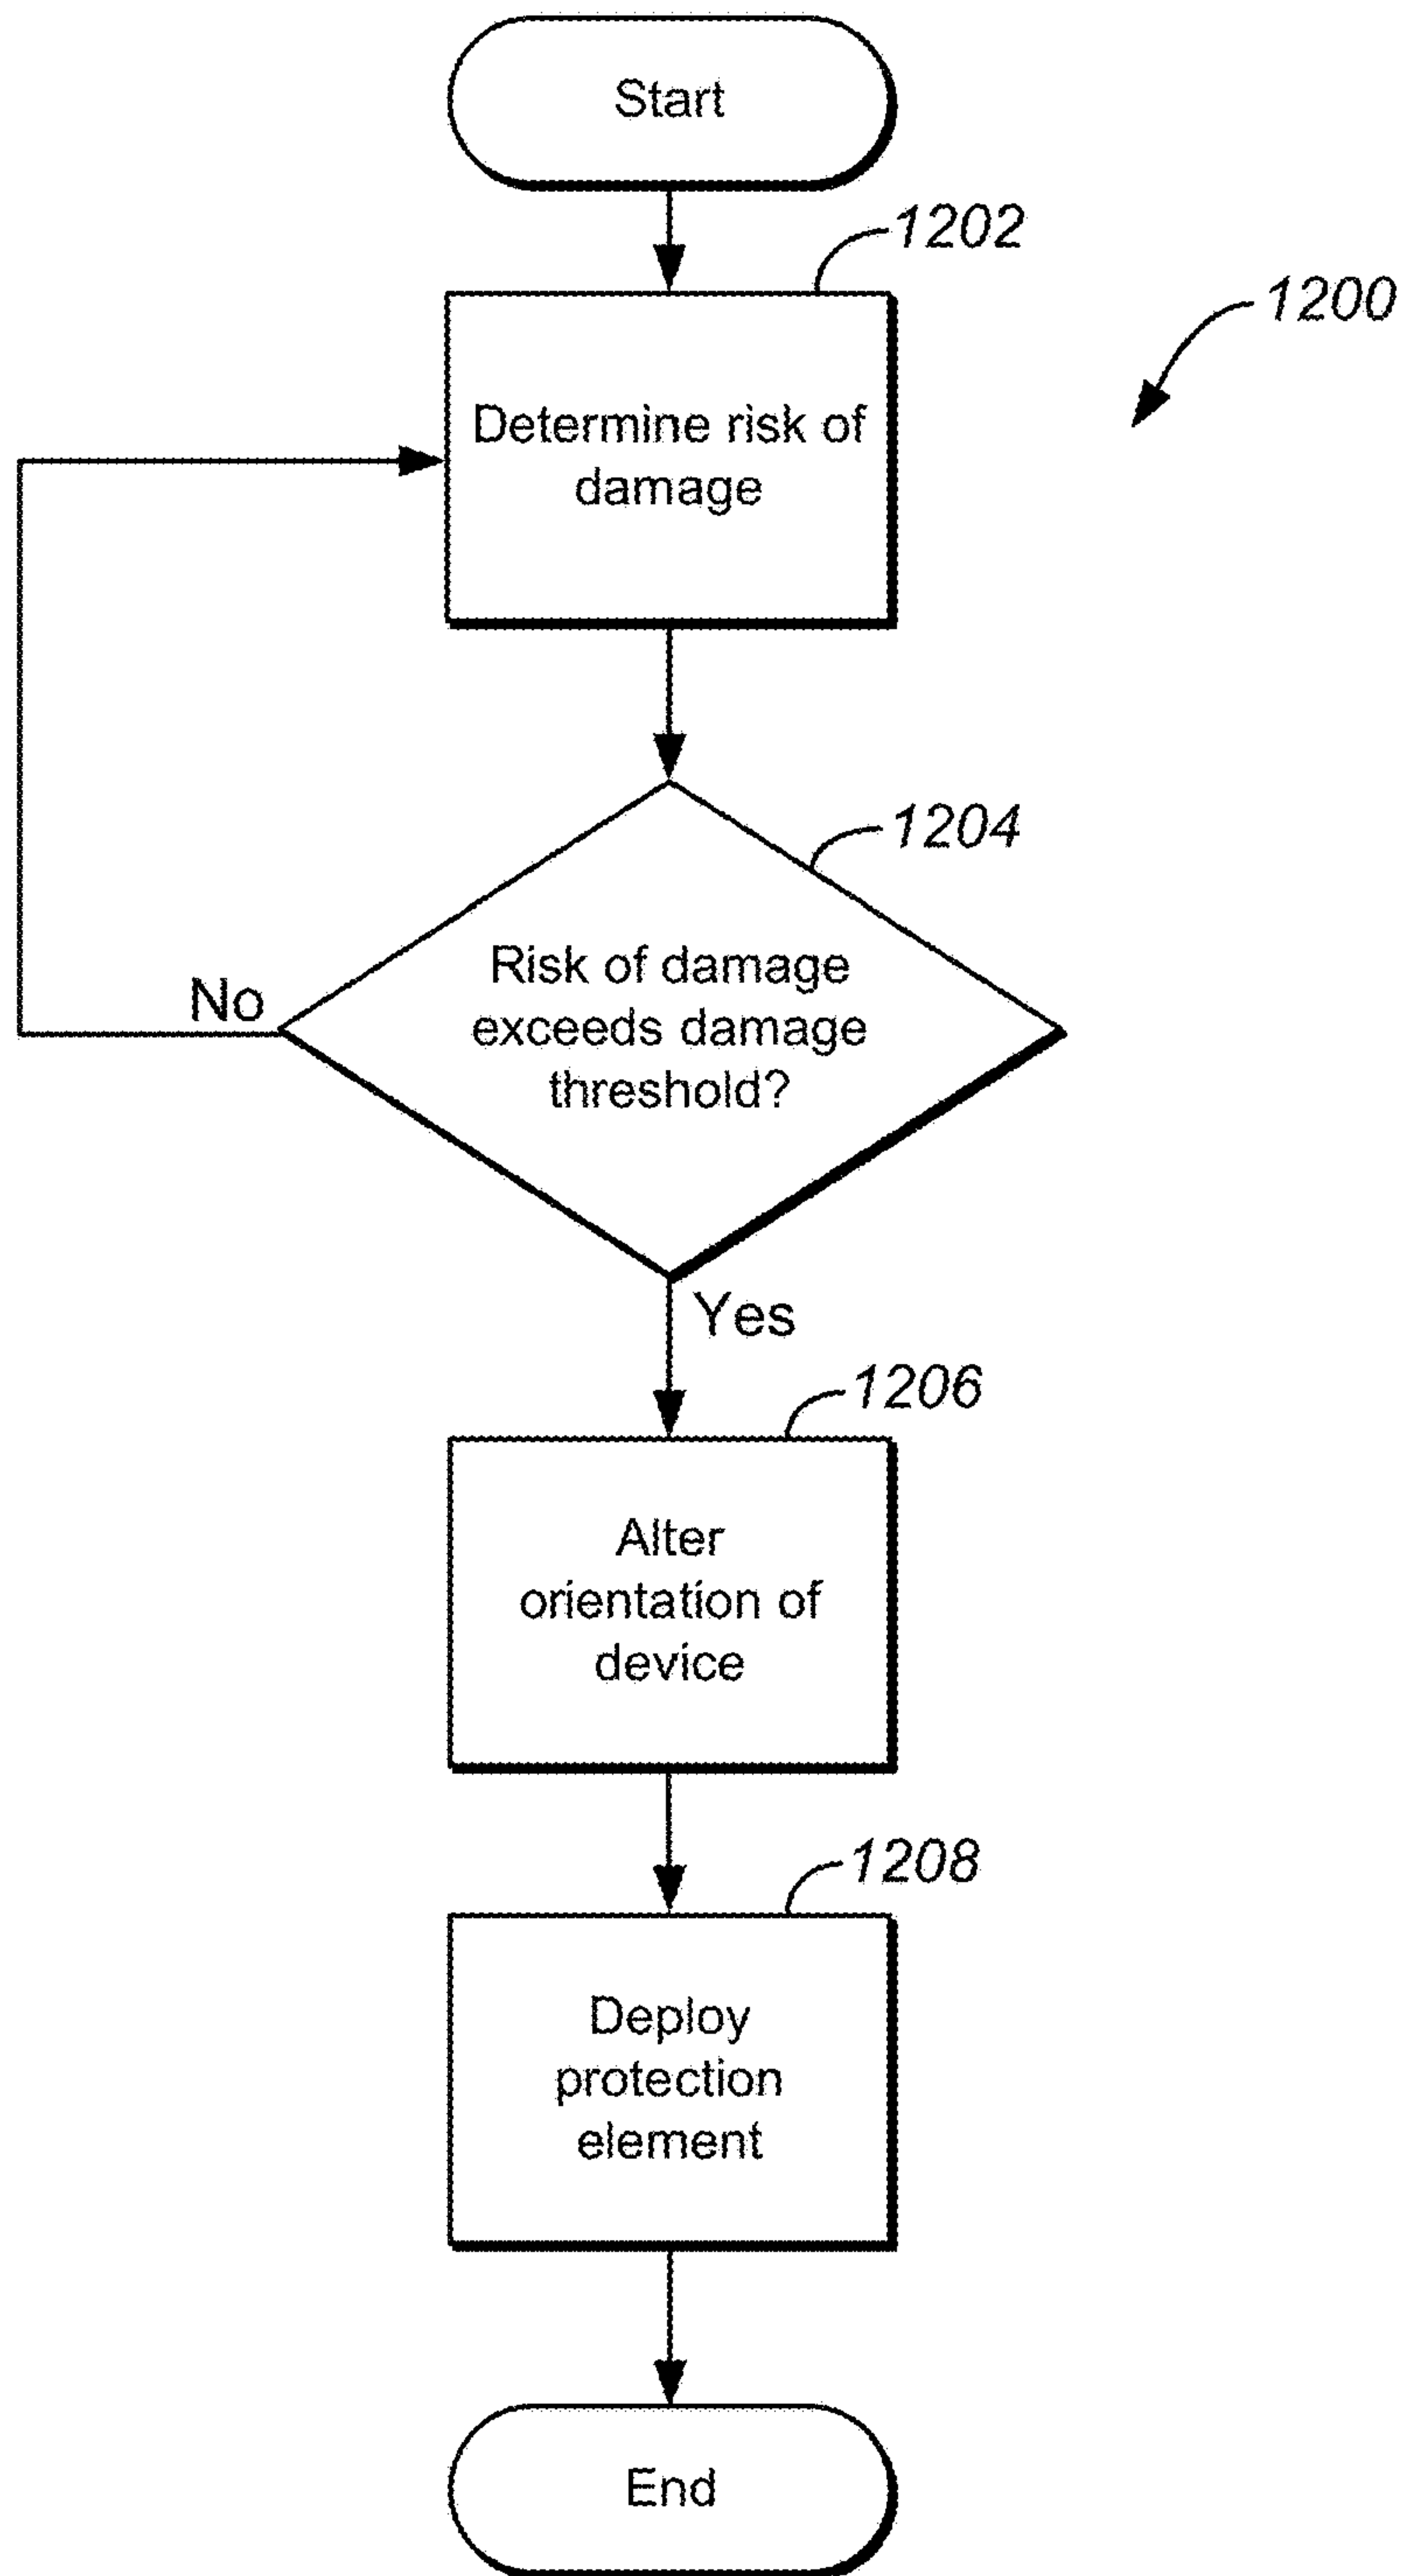 Start
1202
1200
Determine risk of
damage
1204
Risk of damage
exceeds damage
threshold?
No
Yes
1206
Alter
orientation of
device
1208
Deploy
protection
element
End